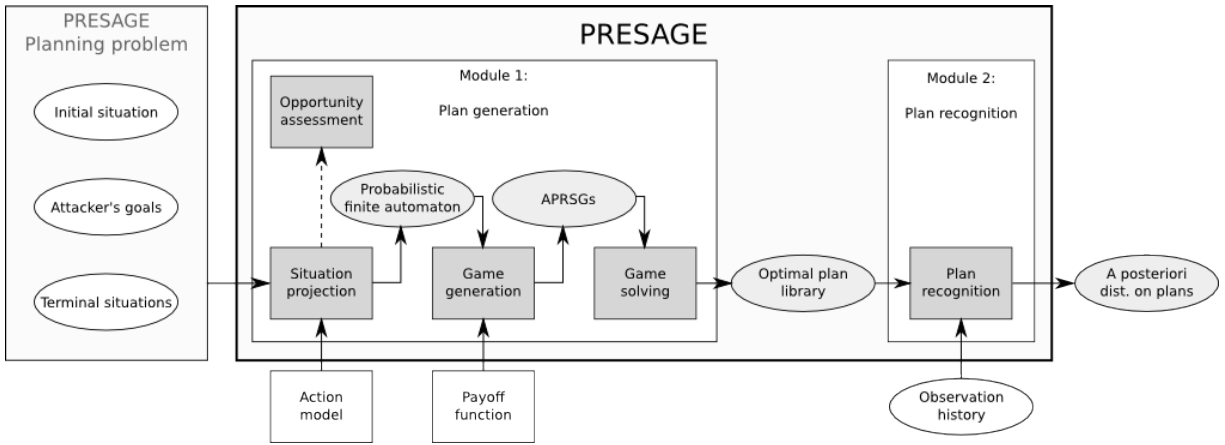 PRESAGE
Planning problem
Initial situation
Attacker's goals
Terminal situations
PRESAGE
Module 1:
Plan generation
Opportunity
assessment
Probabilistic
finite automaton
APRSGs
Situation
projection
Game
generation
Game
solving
Optimal plan
library
Module 2:
Plan recognition
Plan
recognition
A posteriori
dist. on plans
Action
model
Payoff
function
Observation
history